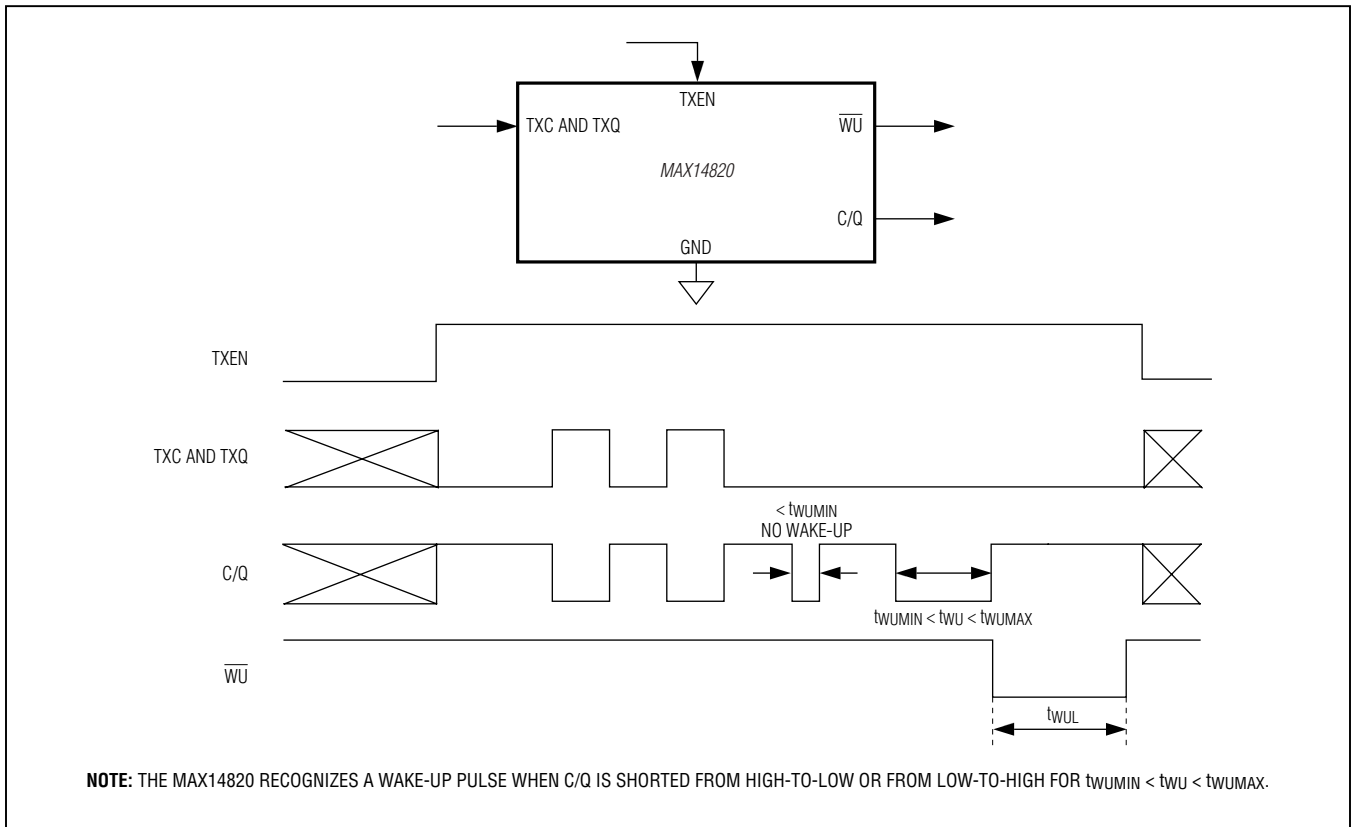 TXEN
TXC AND TXQ
WU
MAX14820
C/Q
GND
TXEN
TXC AND TXQ
< tWUMIN
NO WAKE-UP
C/Q
tWUMIN < tWU < tWUMAX
WU
tWUL
NOTE: THE MAX14820 RECOGNIZES A WAKE-UP PULSE WHEN C/Q IS SHORTED FROM HIGH-TO-LOW OR FROM LOW-TO-HIGH FOR tWUMIN < tWU < tWUMAX.